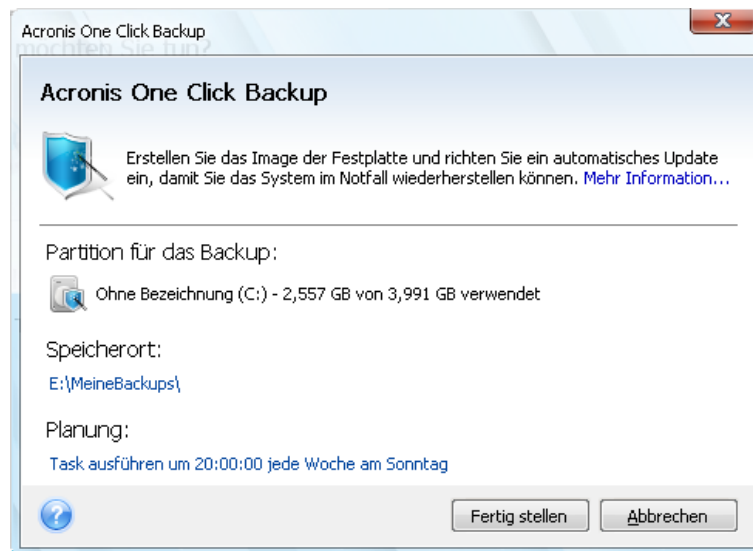 Acronis One Click Backup
möchten Sie tun?
Acronis One Click Backup
Erstellen Sie das Image der Festplatte und richten Sie ein automatisches Update
ein, damit Sie das System im Notfall wiederherstellen können. Mehr Information...
Partition für das Backup:
Ohne Bezeichnung (C:) - 2,557 GB von 3,991 GB verwendet
Speicherort:
E:\MeineBackups\
Planung:
Task ausführen um 20:00:00 jede Woche am Sonntag
Fertig stellen
Abbrechen